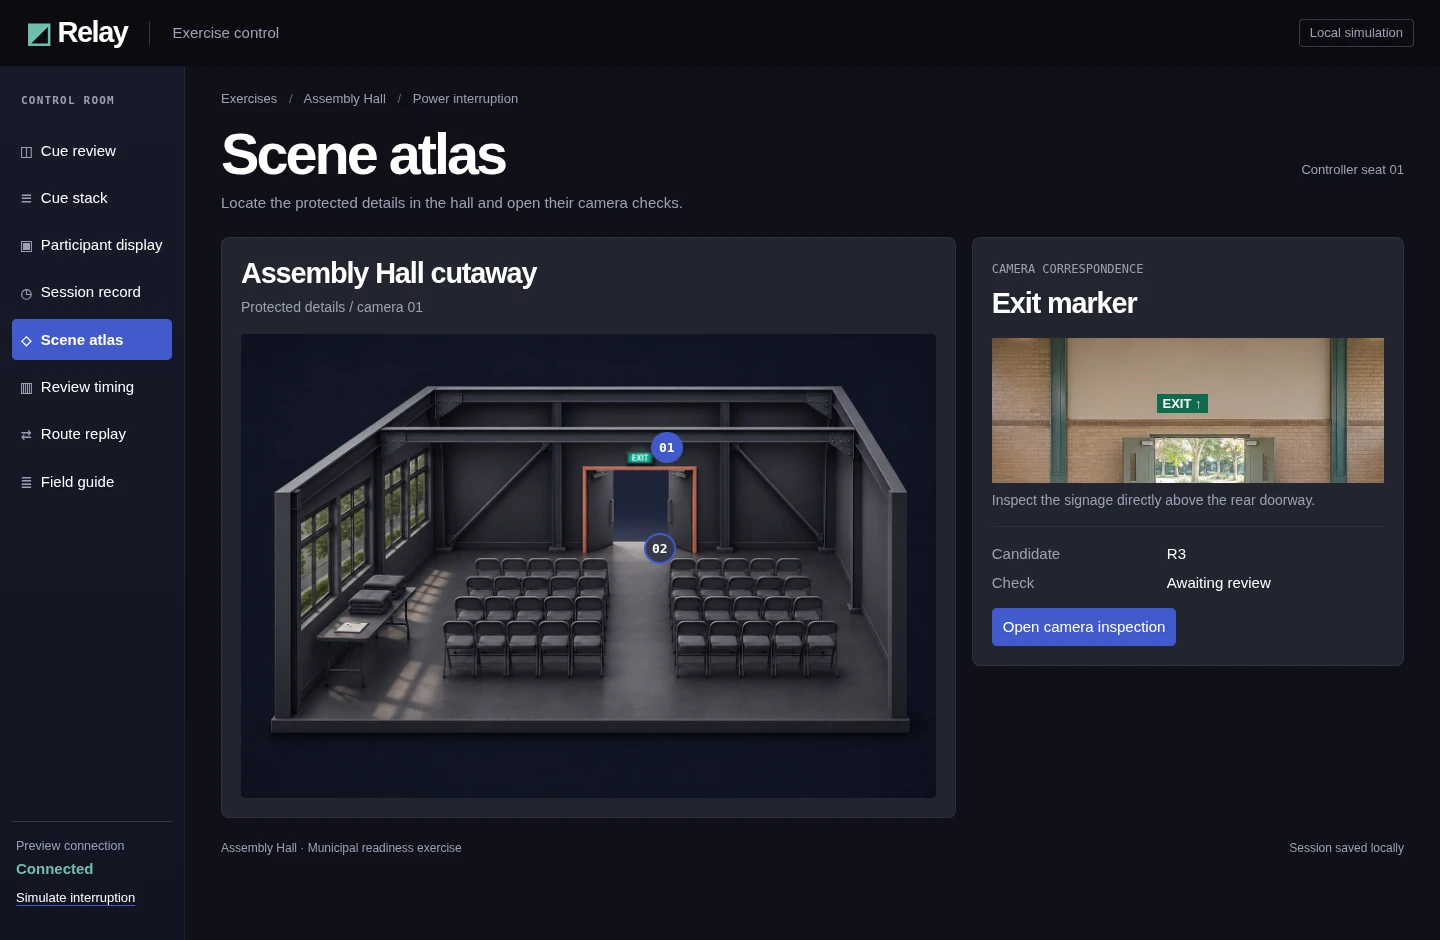 Relay
Exercise control
Local simulation
CONTROL ROOM
Cue review
Cue stack
Participant display
Session record
Scene atlas
Review timing
Route replay
Field guide
Preview connection
Connected
Simulate interruption
Exercises / Assembly Hall / Power interruption
Scene atlas
Controller seat 01
Locate the protected details in the hall and open their camera checks.
Assembly Hall cutaway
Protected details / camera 01
EXIT
01
02
CAMERA CORRESPONDENCE
Exit marker
EXIT ↑
Inspect the signage directly above the rear doorway.
Candidate R3
Check Awaiting review
Open camera inspection
Assembly Hall · Municipal readiness exercise
Session saved locally